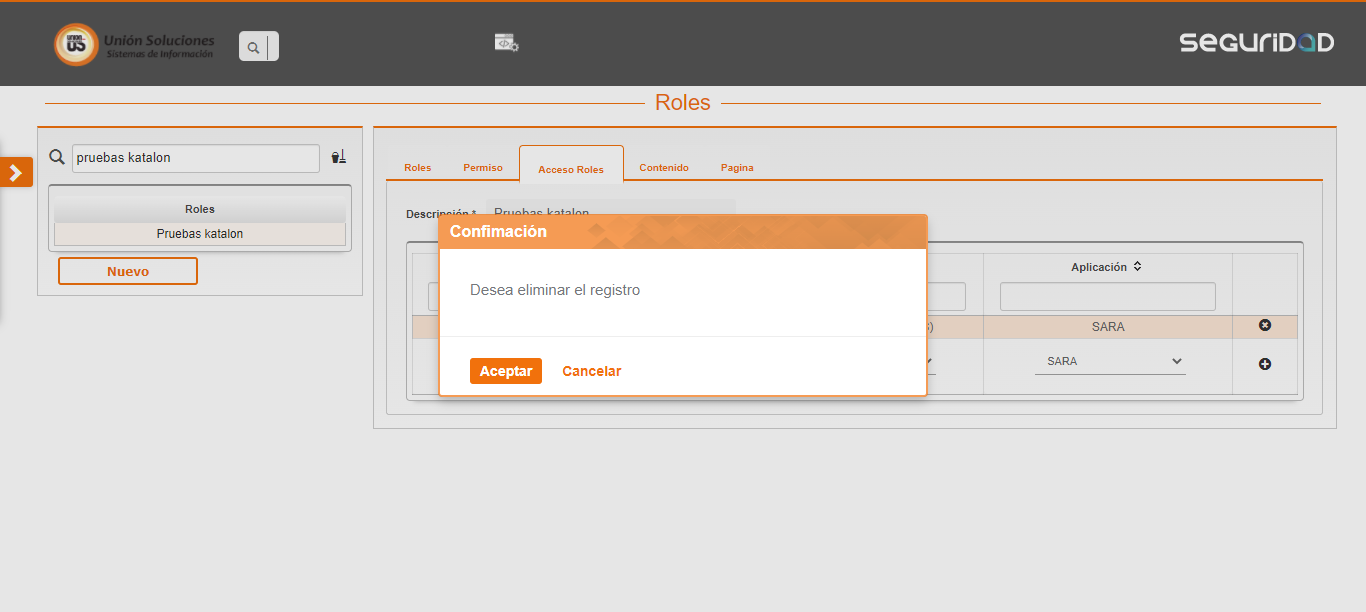 Unión Soluciones
Sistemas de Información
SeGURIDAD
Roles
pruebas katalon
Roles
Pruebas katalon
Nuevo
Roles
Permiso
Acceso Roles
Contenido
Pagina
Descripción *
Pruebas katalon
Confimación
Desea eliminar el registro
Aceptar
Cancelar
Aplicación
SARA
SARA